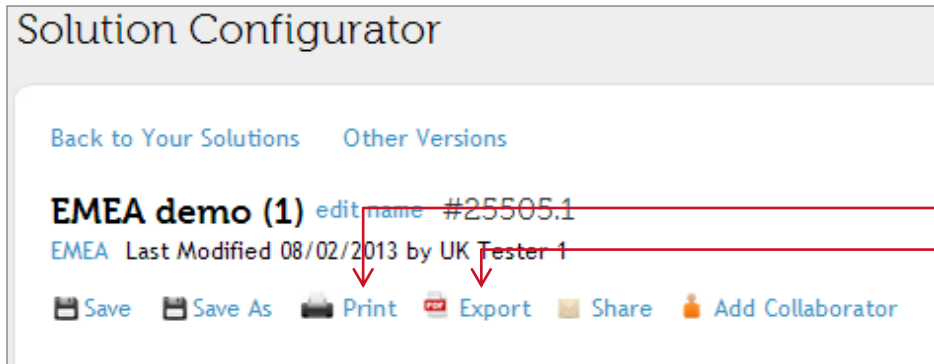 Solution Configurator
Back to Your Solutions Other Versions
EMEA demo (1) edit name #25505.1
EMEA Last Modified 08/02/2013 by UK Tester 1
Save Save As Print PDF Export Share Add Collaborator